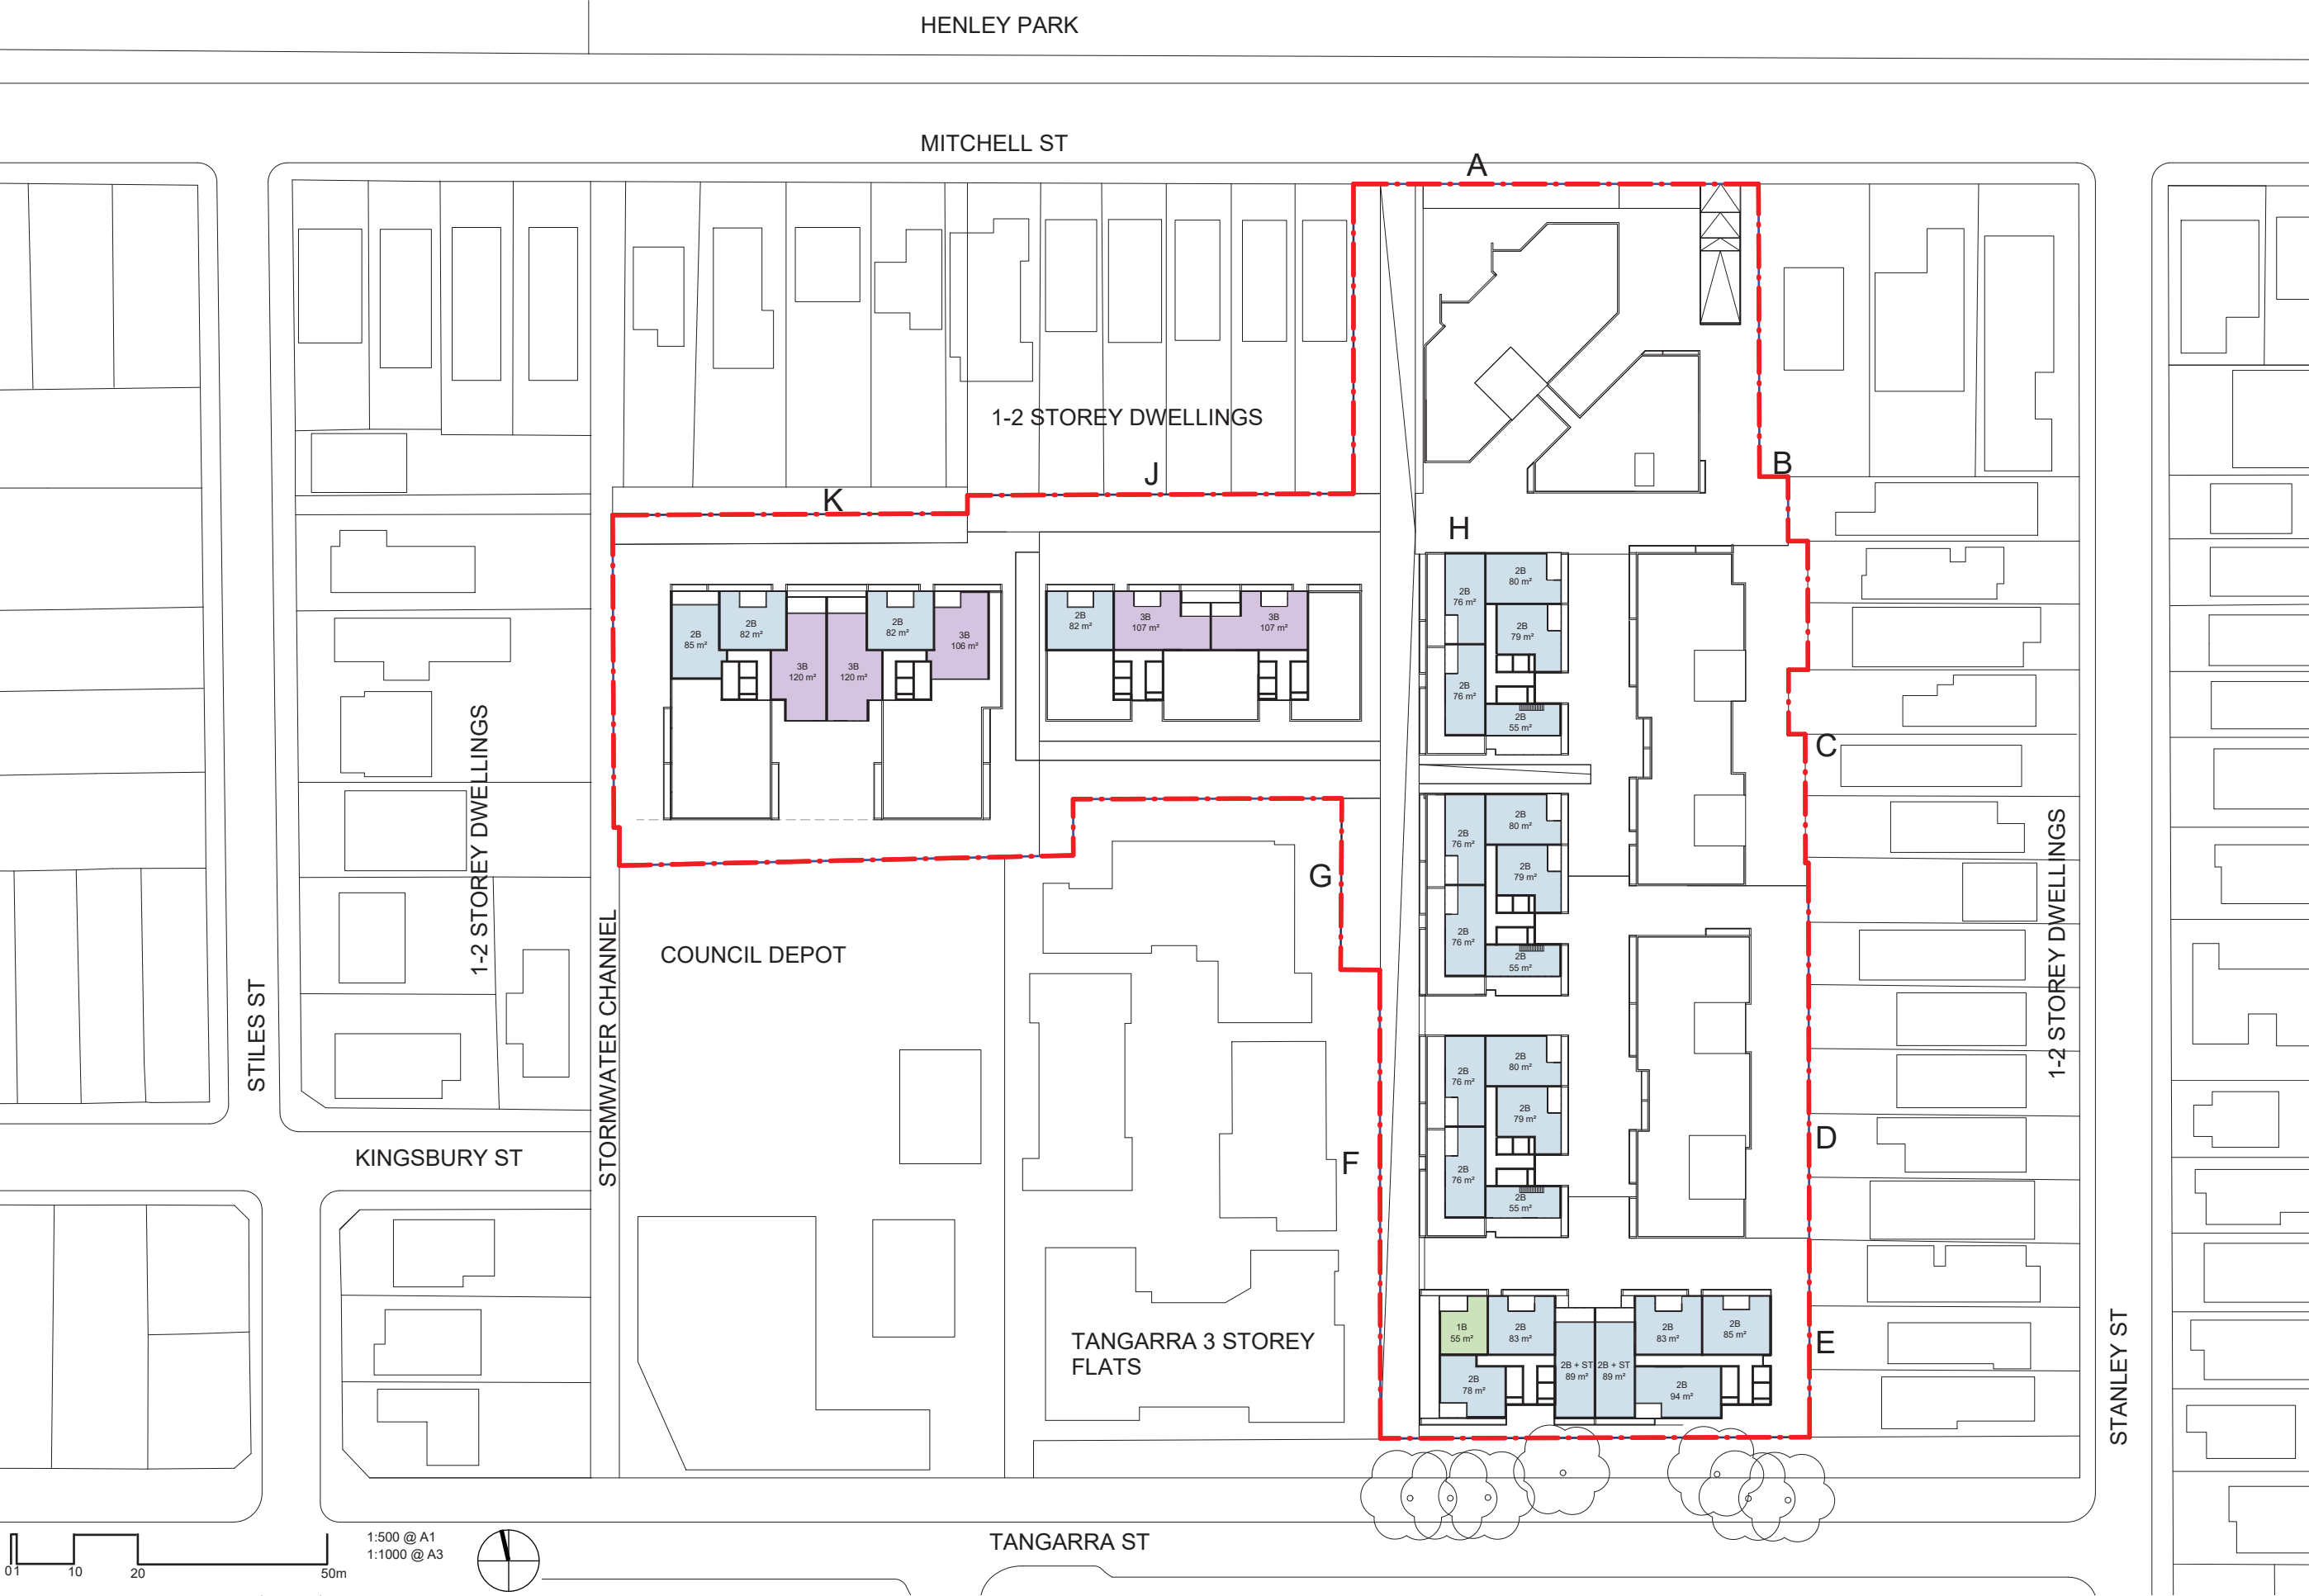 HENLEY PARK
MITCHELL ST
A
B
1-2 STOREY DWELLINGS
J
K
H
2B
85 m²
2B
82 m²
3B
120 m²
3B
120 m²
2B
82 m²
3B
106 m²
2B
82 m²
3B
107 m²
3B
107 m²
2B
76 m²
2B
80 m²
2B
79 m²
2B
76 m²
2B
55 m²
C
2B
76 m²
2B
80 m²
2B
79 m²
2B
76 m²
2B
55 m²
1-2 STOREY DWELLINGS
1-2 STOREY DWELLINGS
G
COUNCIL DEPOT
STILES ST
STORMWATER CHANNEL
2B
76 m²
2B
80 m²
2B
79 m²
2B
76 m²
2B
55 m²
D
F
KINGSBURY ST
TANGARRA 3 STOREY
FLATS
1B
55 m²
2B
83 m²
2B
83 m²
2B
85 m²
2B
78 m²
2B + ST
89 m²
2B + ST
89 m²
2B
94 m²
E
STANLEY ST
TANGARRA ST
0 1 10 20 50m
1:500 @ A1
1:1000 @ A3